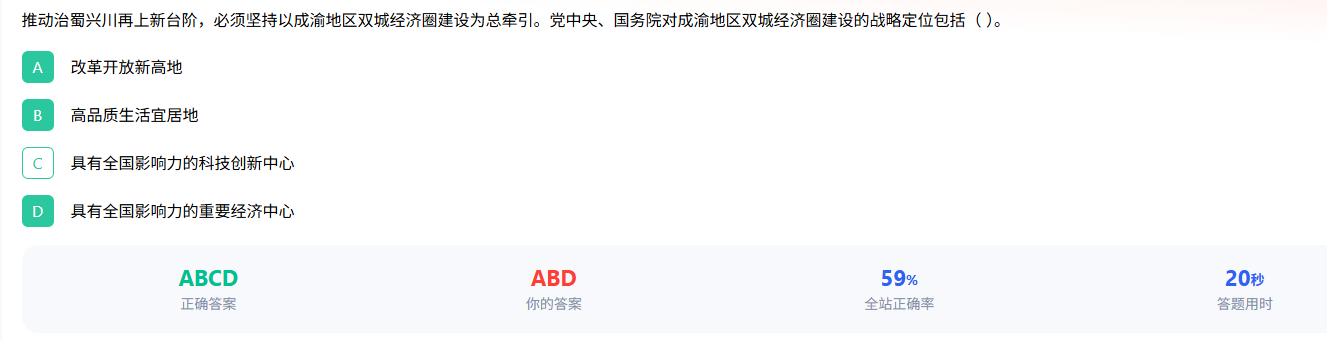 推动治蜀兴川再上新台阶，必须坚持以成渝地区双城经济圈建设为总牵引。党中央、国务院对成渝地区双城经济圈建设的战略定位包括（ ）。
A 改革开放新高地
B 高品质生活宜居地
C 具有全国影响力的科技创新中心
D 具有全国影响力的重要经济中心
ABCD ABD 59% 20秒
正确答案 你的答案 全站正确率 答题用时